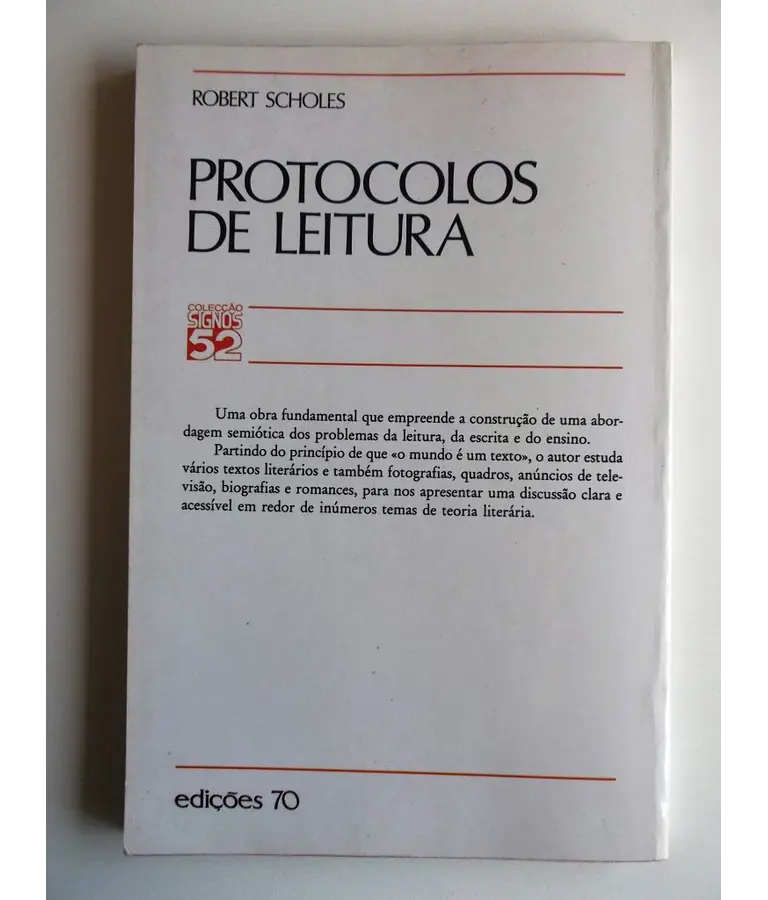 ROBERT SCHOLES
PROTOCOLOS
DE LEITURA
COLECÇÃO
SIGNOS
52
Uma obra fundamental que empreende a construção de uma abor-
dagem semiótica dos problemas da leitura, da escrita e do ensino.
Partindo do princípio de que «o mundo é um texto», o autor estuda
vários textos literários e também fotografias, quadros, anúncios de tele-
visão, biografias e romances, para nos apresentar uma discussão clara e
acessível em redor de inúmeros temas de teoria literária.
edições 70